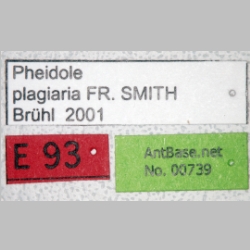 Pheidole
plagiaria FR. SMITH
Brühl 2001
E 93
AntBase.net
No. 00739